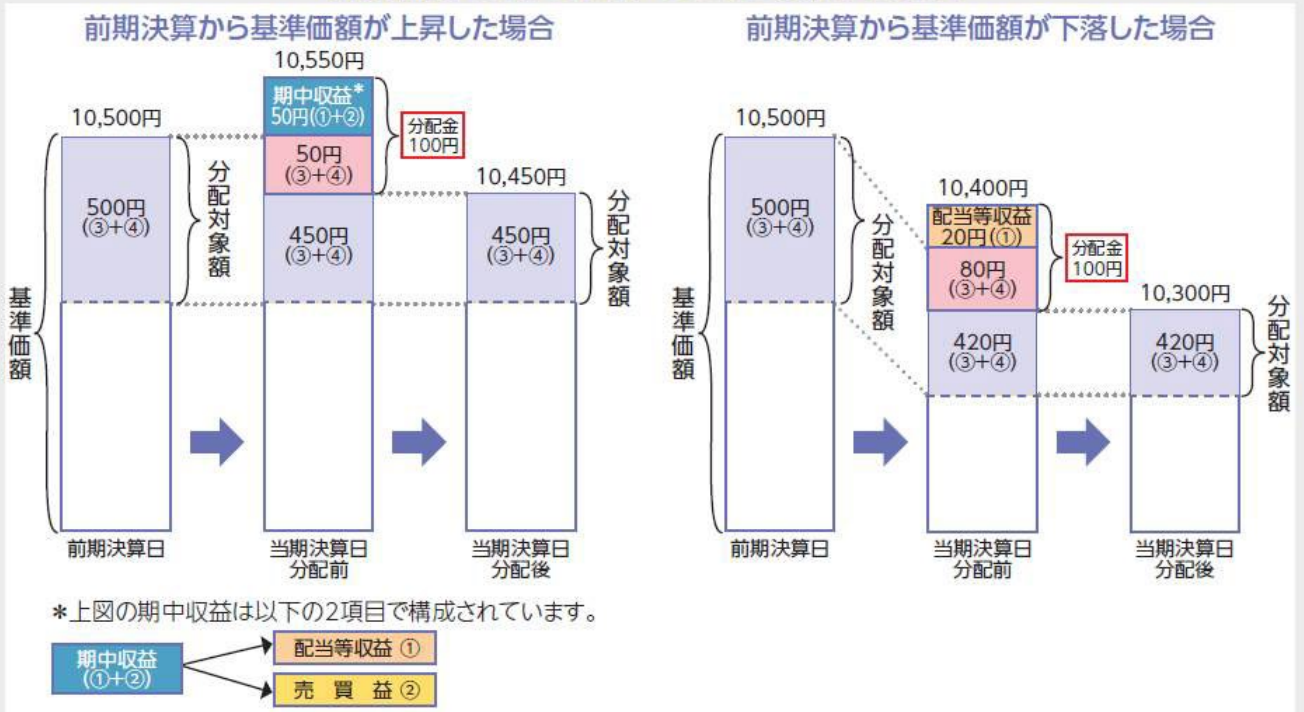 前期決算から基準価額が上昇した場合
10,500円
500円
(③+④)
分配対象額
基準価額
前期決算日
10,550円
期中収益*
50円(①+②)
50円
(③+④)
450円
(③+④)
分配金
100円
当期決算日
分配前
10,450円
450円
(③+④)
分配対象額
当期決算日
分配後
前期決算から基準価額が下落した場合
10,500円
500円
(③+④)
分配対象額
基準価額
前期決算日
10,400円
配当等収益
20円(①)
80円
(③+④)
420円
(③+④)
分配金
100円
当期決算日
分配前
10,300円
420円
(③+④)
分配対象額
当期決算日
分配後
*上図の期中収益は以下の2項目で構成されています。
期中収益
(①+②)
配当等収益 ①
売 買 益 ②